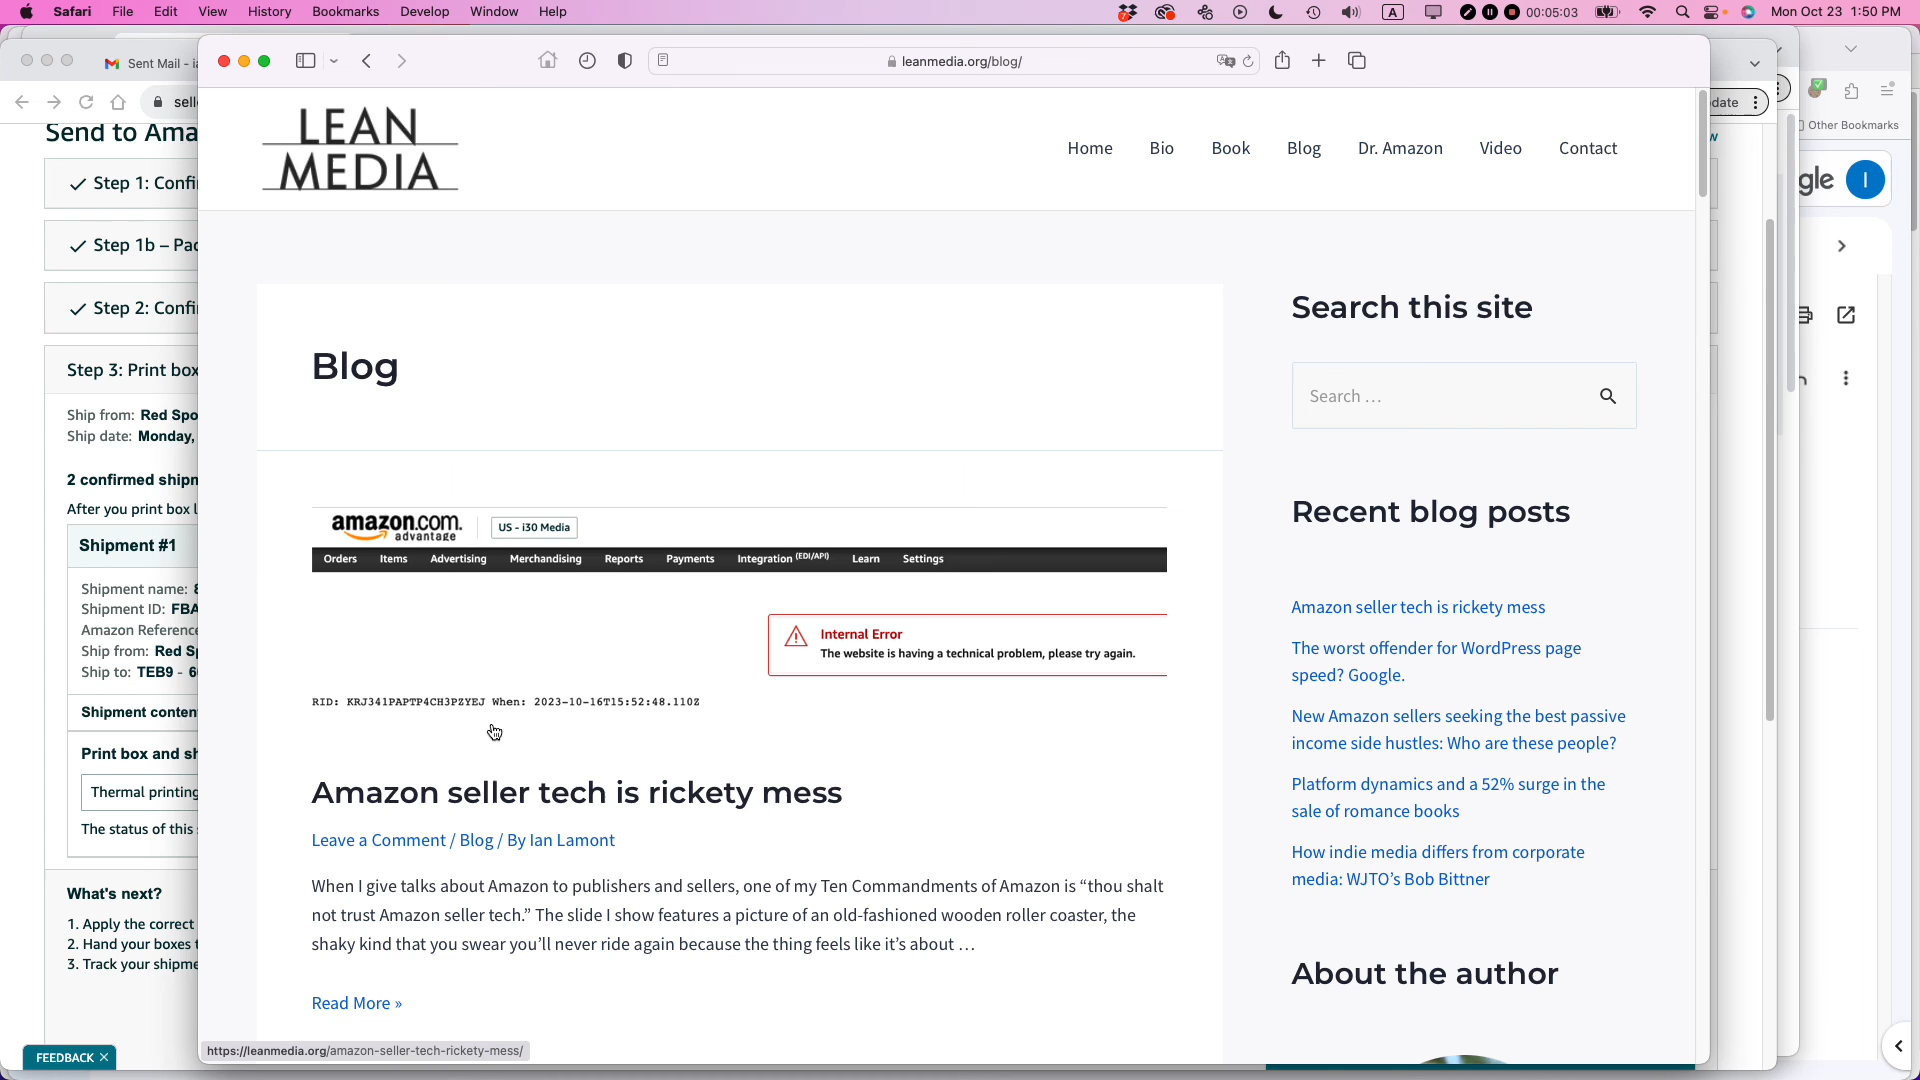 Safari File Edit View History Bookmarks Develop Window Help
7 A 00:05:03 Mon Oct 23 1:50 PM
Sent Mail - ia
leanmedia.org/blog/
sell
date
Other Bookmarks
Send to Ama
Step 1: Confi
Step 1b – Pac
Step 2: Confi
Step 3: Print box
Ship from: Red Spo
Ship date: Monday,
2 confirmed shipm
After you print box l
Shipment #1
Shipment name: 8
Shipment ID: FBA
Amazon Reference
Ship from: Red Sp
Ship to: TEB9 - 6
Shipment conten
Print box and sh
Thermal printing
The status of this s
What's next?
1. Apply the correct
2. Hand your boxes t
3. Track your shipme
FEEDBACK
LEAN
MEDIA
Home Bio Book Blog Dr. Amazon Video Contact
Blog
amazon.com.
advantage
US - i30 Media
Orders Items Advertising Merchandising Reports Payments Integration (EDI/API) Learn Settings
Internal Error
The website is having a technical problem, please try again.
RID: KRJ341PAPTP4CH3PZYEJ When: 2023-10-16T15:52:48.110Z
Amazon seller tech is rickety mess
Leave a Comment / Blog / By Ian Lamont
When I give talks about Amazon to publishers and sellers, one of my Ten Commandments of Amazon is “thou shalt
not trust Amazon seller tech.” The slide I show features a picture of an old-fashioned wooden roller coaster, the
shaky kind that you swear you’ll never ride again because the thing feels like it’s about …
Read More »
https://leanmedia.org/amazon-seller-tech-rickety-mess/
Search this site
Search …
Recent blog posts
Amazon seller tech is rickety mess
The worst offender for WordPress page
speed? Google.
New Amazon sellers seeking the best passive
income side hustles: Who are these people?
Platform dynamics and a 52% surge in the
sale of romance books
How indie media differs from corporate
media: WJTO’s Bob Bittner
About the author
gle
I